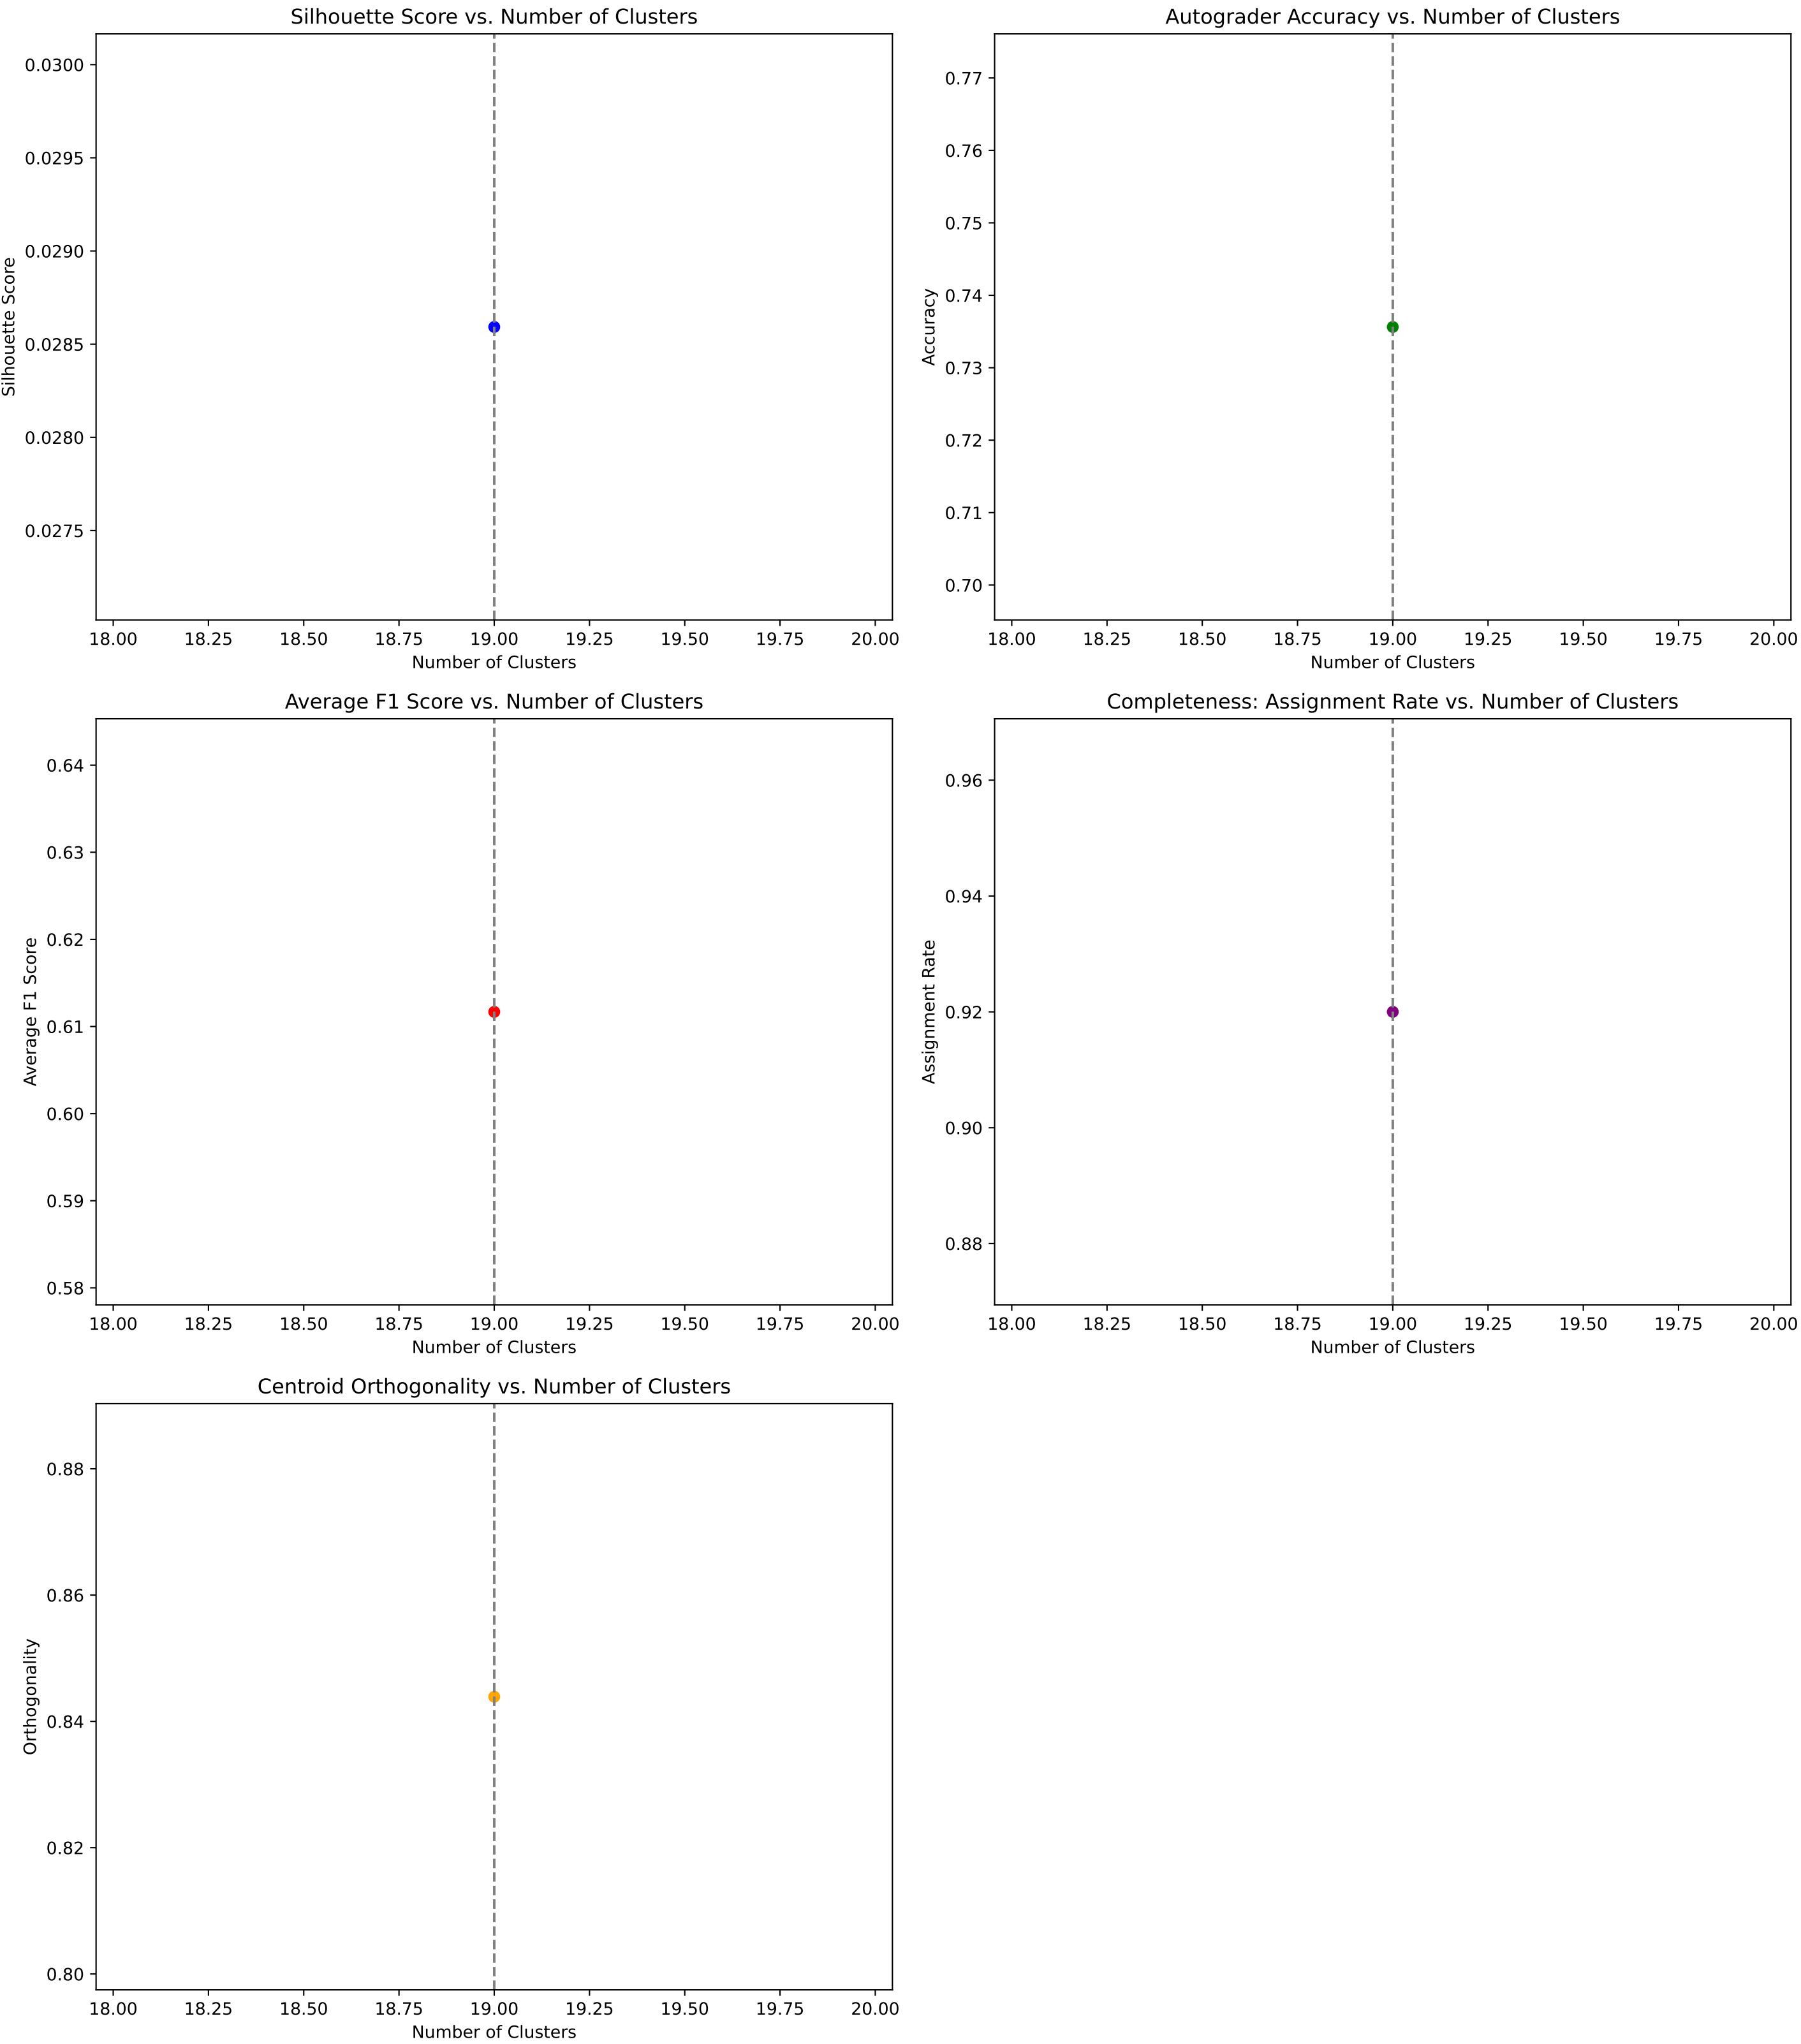 Silhouette Score vs. Number of Clusters
Silhouette Score
0.0300
0.0295
0.0290
0.0285
0.0280
0.0275
18.00 18.25 18.50 18.75 19.00 19.25 19.50 19.75 20.00
Number of Clusters
Autograder Accuracy vs. Number of Clusters
Accuracy
0.77
0.76
0.75
0.74
0.73
0.72
0.71
0.70
18.00 18.25 18.50 18.75 19.00 19.25 19.50 19.75 20.00
Number of Clusters
Average F1 Score vs. Number of Clusters
Average F1 Score
0.64
0.63
0.62
0.61
0.60
0.59
0.58
18.00 18.25 18.50 18.75 19.00 19.25 19.50 19.75 20.00
Number of Clusters
Completeness: Assignment Rate vs. Number of Clusters
Assignment Rate
0.96
0.94
0.92
0.90
0.88
18.00 18.25 18.50 18.75 19.00 19.25 19.50 19.75 20.00
Number of Clusters
Centroid Orthogonality vs. Number of Clusters
Orthogonality
0.88
0.86
0.84
0.82
0.80
18.00 18.25 18.50 18.75 19.00 19.25 19.50 19.75 20.00
Number of Clusters